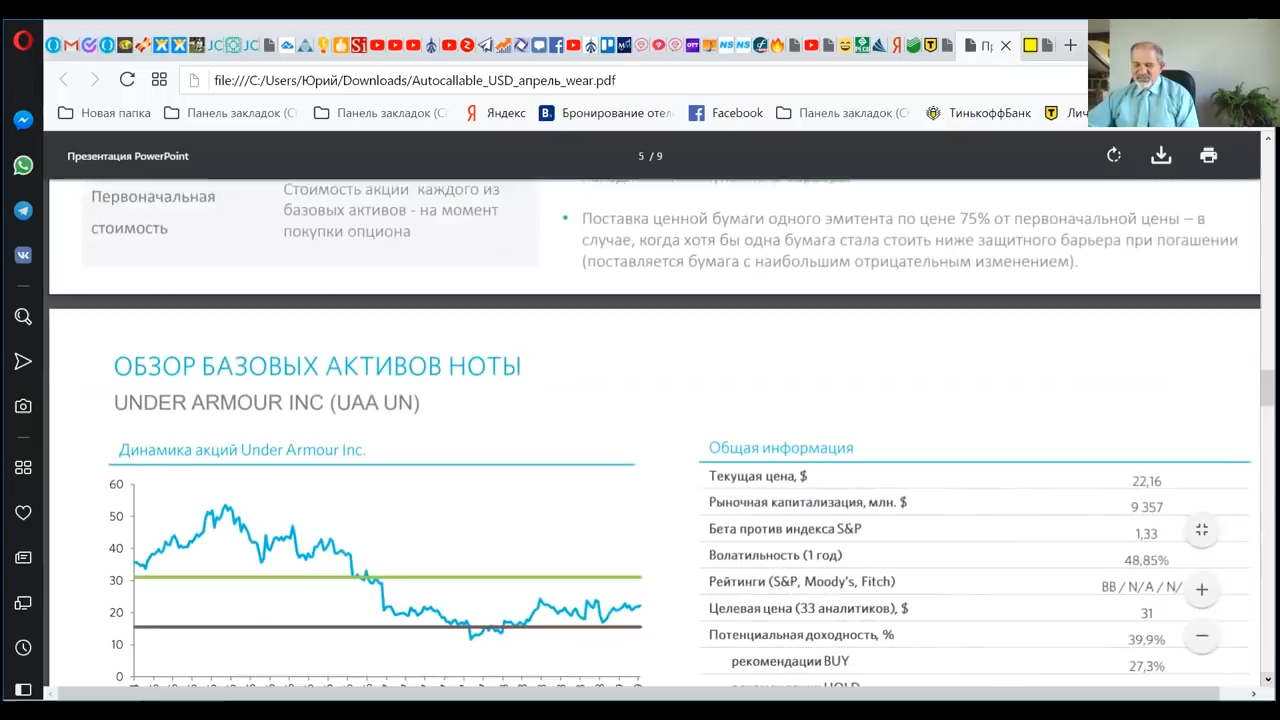 file:///C:/Users/Юрий/Downloads/Autocallable_USD_апрель_wear.pdf
Новая папка
Панель закладок (С
Панель закладок (С
Яндекс
Бронирование отел
Facebook
Панель закладок (С
ТинькоффБанк
Лич
Презентация PowerPoint
5 / 9
Первоначальная
стоимость
Стоимость акции каждого из
базовых активов - на момент
покупки опциона
• Поставка ценной бумаги одного эмитента по цене 75% от первоначальной цены – в
случае, когда хотя бы одна бумага стала стоить ниже защитного барьера при погашении
(поставляется бумага с наибольшим отрицательным изменением).
ОБЗОР БАЗОВЫХ АКТИВОВ НОТЫ
UNDER ARMOUR INC (UAA UN)
Динамика акций Under Armour Inc.
60
50
40
30
20
10
0
Общая информация
Текущая цена, $ 22,16
Рыночная капитализация, млн. $ 9 357
Бета против индекса S&P 1,33
Волатильность (1 год) 48,85%
Рейтинги (S&P, Moody's, Fitch) BB / N/A / N/
Целевая цена (33 аналитиков), $ 31
Потенциальная доходность, % 39,9%
рекомендации BUY 27,3%